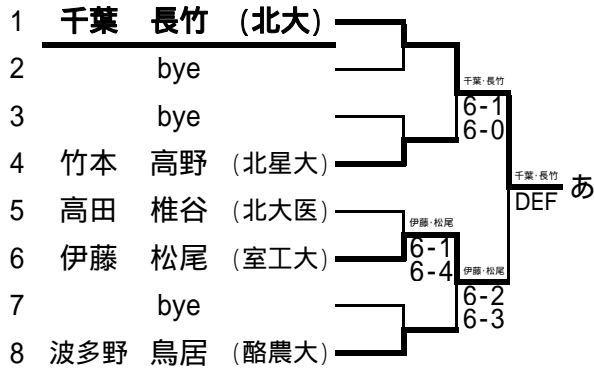 1 千葉 長竹 (北大)
2 bye
3 bye
4 竹本 高野 (北星大)
5 高田 椎谷 (北大医)
6 伊藤 松尾 (室工大)
7 bye
8 波多野 鳥居 (酪農大)
千葉・長竹
6-1
6-0
伊藤・松尾
6-1
6-4
伊藤・松尾
6-2
6-3
千葉・長竹
DEF
あ